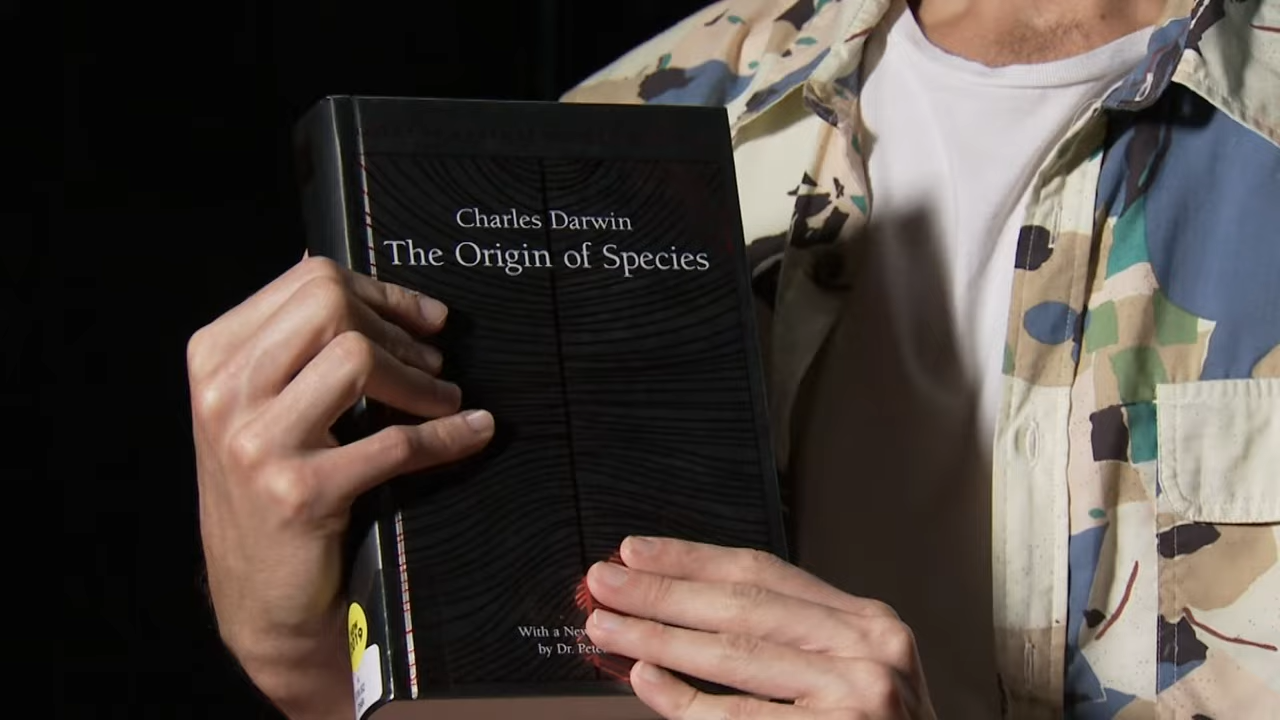 Charles Darwin
The Origin of Species
With a New
by Dr. Pete